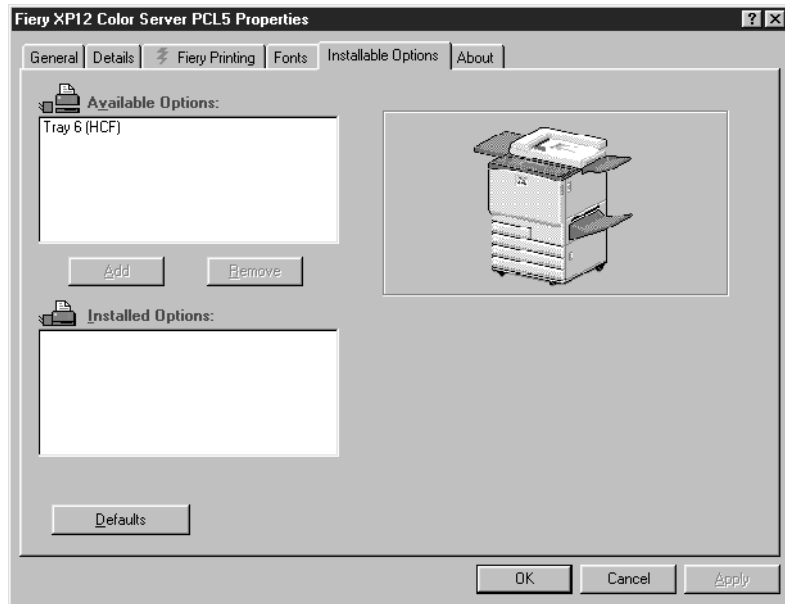 Fiery XP12 Color Server PCL5 Properties
General Details Fiery Printing Fonts Installable Options About
Available Options:
Tray 6 (HCF)
Add Remove
Installed Options:
Defaults
OK Cancel Apply